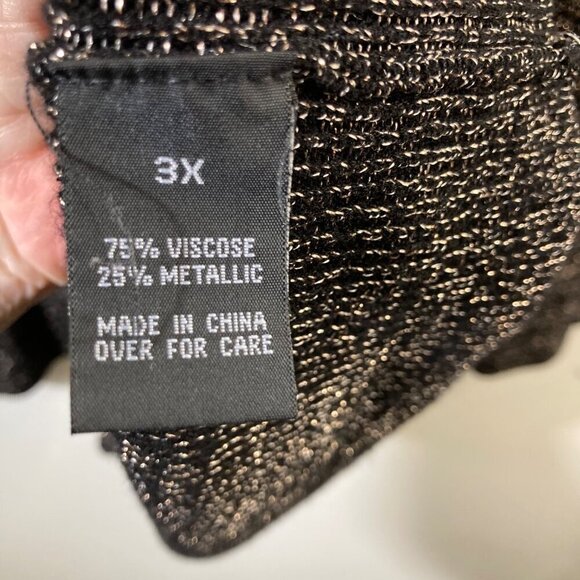 3X
75% VISCOSE
25% METALLIC
MADE IN CHINA
OVER FOR CARE